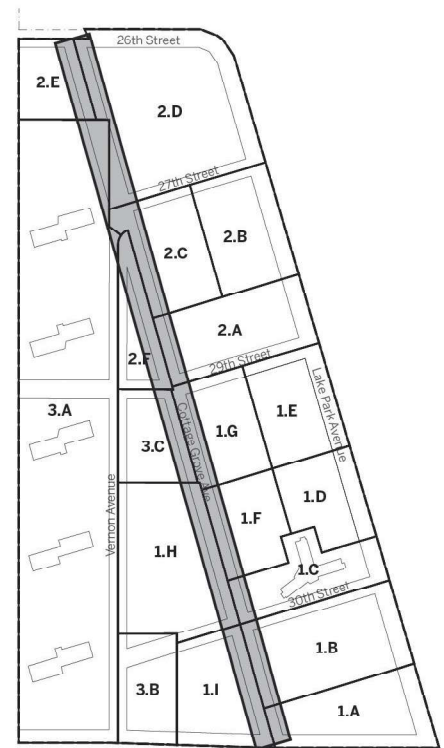 26th Street
2.E
2.D
27th Street
2.B
2.C
2.A
2.F
29th Street
3.A
1.E
Lake Park Avenue
Cottage Grove Ave
1.G
3.C
1.D
1.F
Vernon Avenue
1.H
1.C
30th Street
1.B
3.B
1.I
1.A